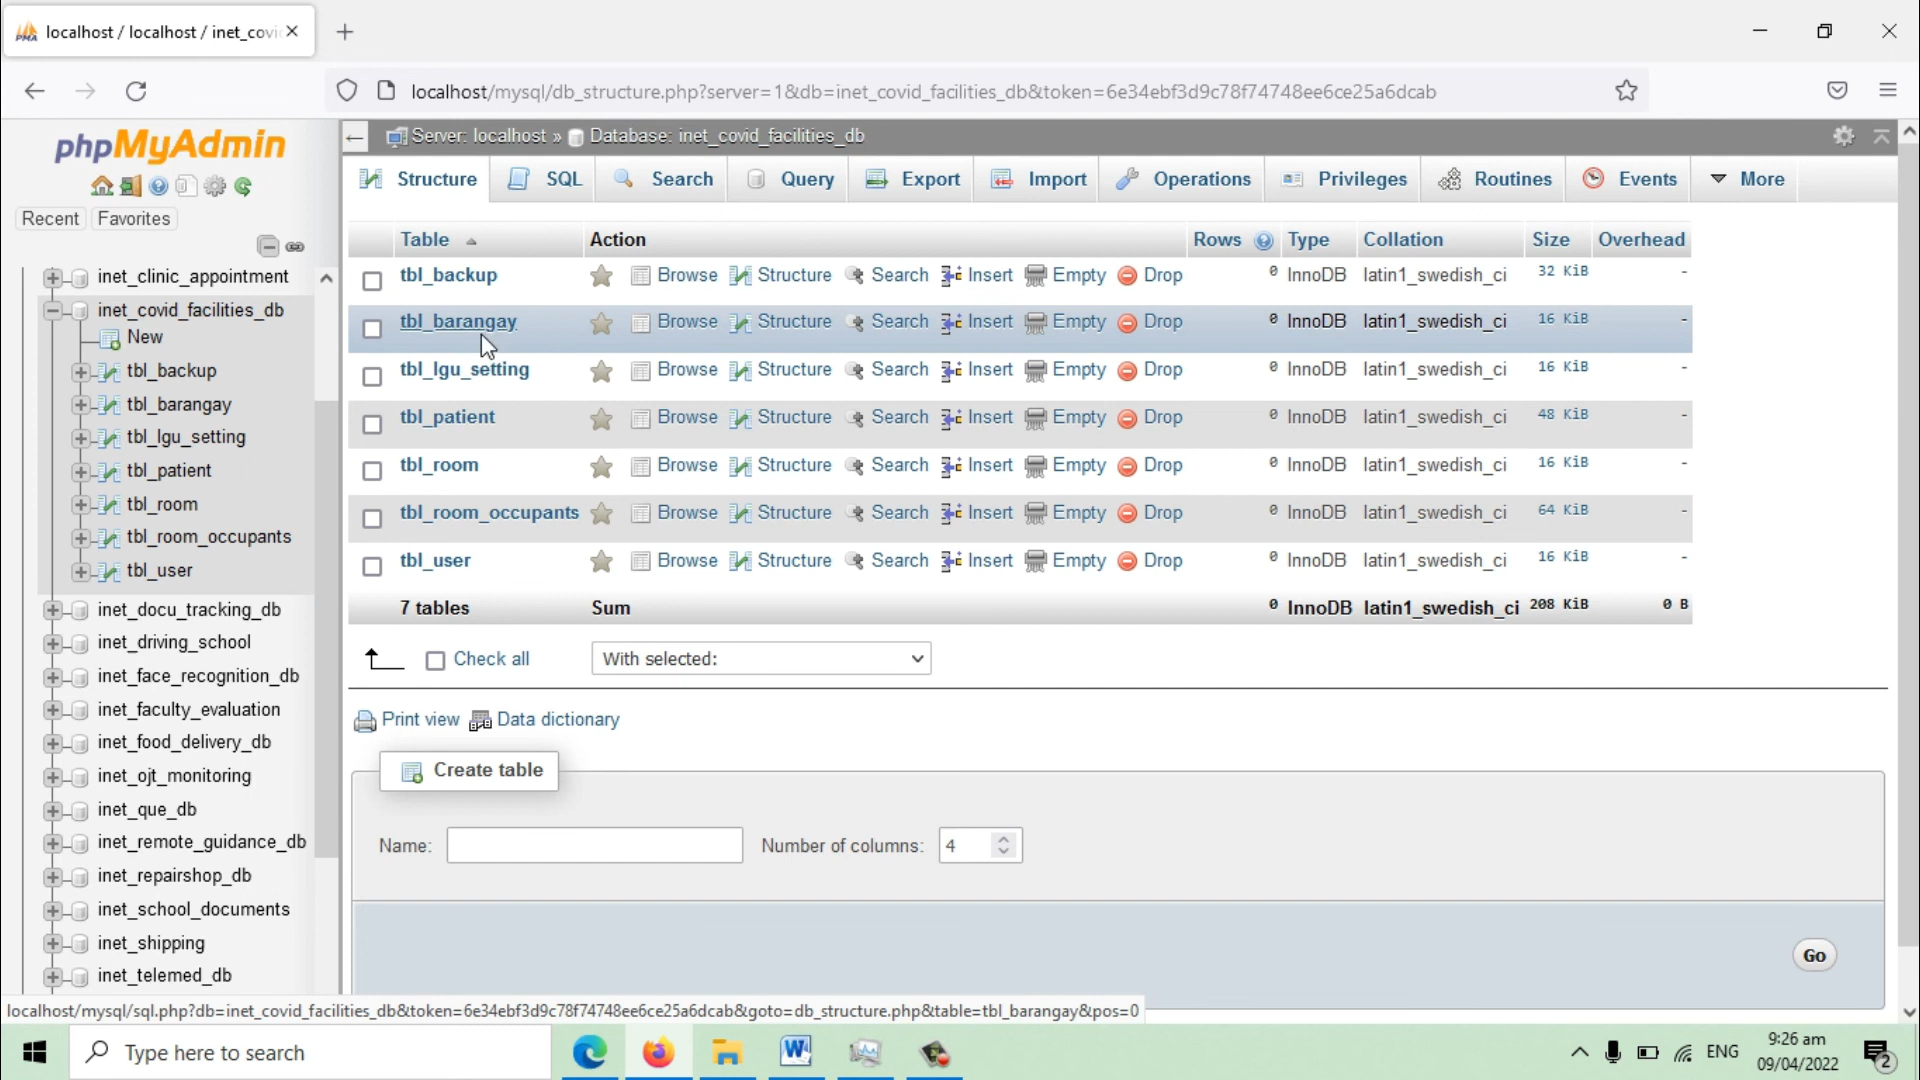 localhost / localhost / inet_covi
localhost/mysql/db_structure.php?server=1&db=inet_covid_facilities_db&token=6e34ebf3d9c78f74748ee6ce25a6dcab
phpMyAdmin
Recent Favorites
inet_clinic_appointment
inet_covid_facilities_db
New
tbl_backup
tbl_barangay
tbl_lgu_setting
tbl_patient
tbl_room
tbl_room_occupants
tbl_user
inet_docu_tracking_db
inet_driving_school
inet_face_recognition_db
inet_faculty_evaluation
inet_food_delivery_db
inet_ojt_monitoring
inet_que_db
inet_remote_guidance_db
inet_repairshop_db
inet_school_documents
inet_shipping
inet_telemed_db
Server: localhost » Database: inet_covid_facilities_db
Structure SQL Search Query Export Import Operations Privileges Routines Events More
Table Action Rows Type Collation Size Overhead
tbl_backup Browse Structure Search Insert Empty Drop 0 InnoDB latin1_swedish_ci 32 KiB -
tbl_barangay Browse Structure Search Insert Empty Drop 0 InnoDB latin1_swedish_ci 16 KiB -
tbl_lgu_setting Browse Structure Search Insert Empty Drop 0 InnoDB latin1_swedish_ci 16 KiB -
tbl_patient Browse Structure Search Insert Empty Drop 0 InnoDB latin1_swedish_ci 48 KiB -
tbl_room Browse Structure Search Insert Empty Drop 0 InnoDB latin1_swedish_ci 16 KiB -
tbl_room_occupants Browse Structure Search Insert Empty Drop 0 InnoDB latin1_swedish_ci 64 KiB -
tbl_user Browse Structure Search Insert Empty Drop 0 InnoDB latin1_swedish_ci 16 KiB -
7 tables Sum 0 InnoDB latin1_swedish_ci 208 KiB 0 B
Check all With selected:
Print view Data dictionary
Create table
Name: Number of columns: 4
Go
localhost/mysql/sql.php?db=inet_covid_facilities_db&token=6e34ebf3d9c78f74748ee6ce25a6dcab&goto=db_structure.php&table=tbl_barangay&pos=0
Type here to search
ENG
9:26 am
09/04/2022
2